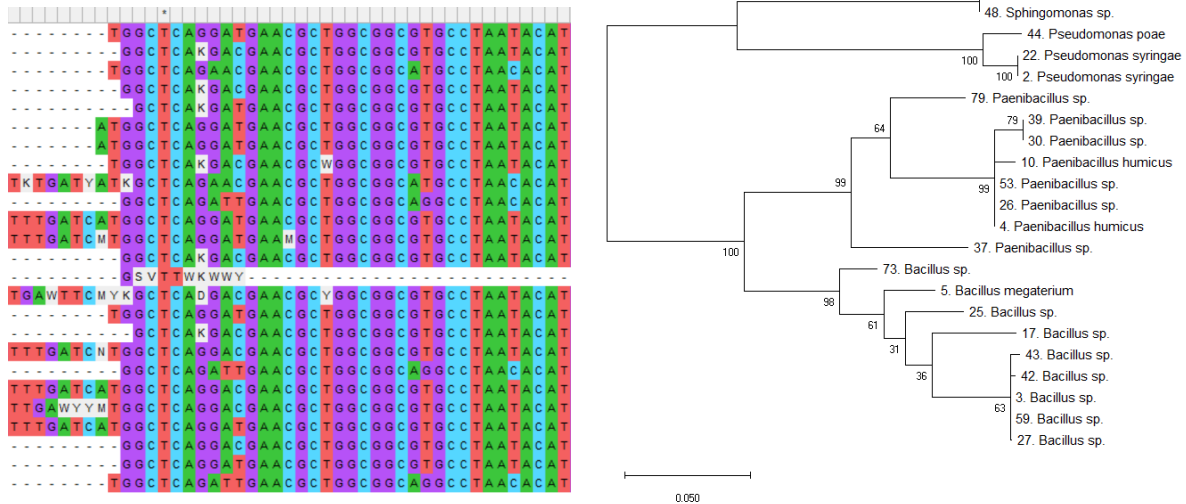 *
--------TGGCTCAGGATGAACGCTGGCGGCGTGCCTAATACAT
---------GGCTCAKGACGAACGCTGGCGGCGTGCCTAATACAT
--------TGGCTCAGAACGAACGCTGGCGGCATGCCTAACACAT
---------GGCTCAKGACGAACGCTGGCGGCGTGCCTAATACAT
----------GCTCAKGATGAACGCTGGCGGCGTGCCTAATACAT
-------ATGGCTCAGGATGAACGCTGGCGGCGTGCCTAATACAT
-------ATGGCTCAGGATGAACGCTGGCGGCGTGCCTAATACAT
--------TGGCTCAKGACGAACGCWGGCGGCGTGCCTAATACAT
TKTGATYATKGCTCAGAACGAACGCTGGCGGCATGCCTAACACAT
---------GGCTCAGATTGAACGCTGGCGGCAGGCCTAACACAT
TTTGATCATGGCTCAGGATGAACGCTGGCGGCGTGCCTAATACAT
TTTGATCMTGGCTCAGGATGAAMGCTGGCGGCGTGCCTAATACAT
---------GGCTCAKGACGAACGCTGGCGGCGTGCCTAATACAT
---------GSVTTWKWWY--------------------------
TGAWTTCMYKGCTCADGACGAACGCYGGCGGCGTGCCTAATACAT
--------TGGCTCAGGATGAACGCTGGCGGCGTGCCTAATACAT
----------GCTCAKGACGAACGCTGGCGGCGTGCCTAATACAT
TTTGATCNTGGCTCAGGACGAACGCTGGCGGCGTGCCTAATACAT
---------GGCTCAGATTGAACGCTGGCGGCAGGCCTAACACAT
TTTGATCATGGCTCAGGACGAACGCTGGCGGCGTGCCTAATACAT
TTGAWYYMTGGCTCAGGACGAACGCTGGCGGCGTGCCTAATACAT
TTTGATCATGGCTCAGGACGAACGCTGGCGGCGTGCCTAATACAT
---------GGCTCAGGACGAACGCTGGCGGCGTGCCTAATACAT
---------GGCTCAGGATGAACGCTGGCGGCGTGCCTAATACAT
--------TGGCTCAGATTGAACGCTGGCGGCAGGCCTAACACAT
48. Sphingomonas sp.
44. Pseudomonas poae
100
22. Pseudomonas syringae
100
2. Pseudomonas syringae
79. Paenibacillus sp.
64
79
39. Paenibacillus sp.
30. Paenibacillus sp.
10. Paenibacillus humicus
99
99
53. Paenibacillus sp.
26. Paenibacillus sp.
4. Paenibacillus humicus
37. Paenibacillus sp.
100
73. Bacillus sp.
98
5. Bacillus megaterium
61
25. Bacillus sp.
31
17. Bacillus sp.
36
43. Bacillus sp.
42. Bacillus sp.
3. Bacillus sp.
63
59. Bacillus sp.
27. Bacillus sp.
0.050